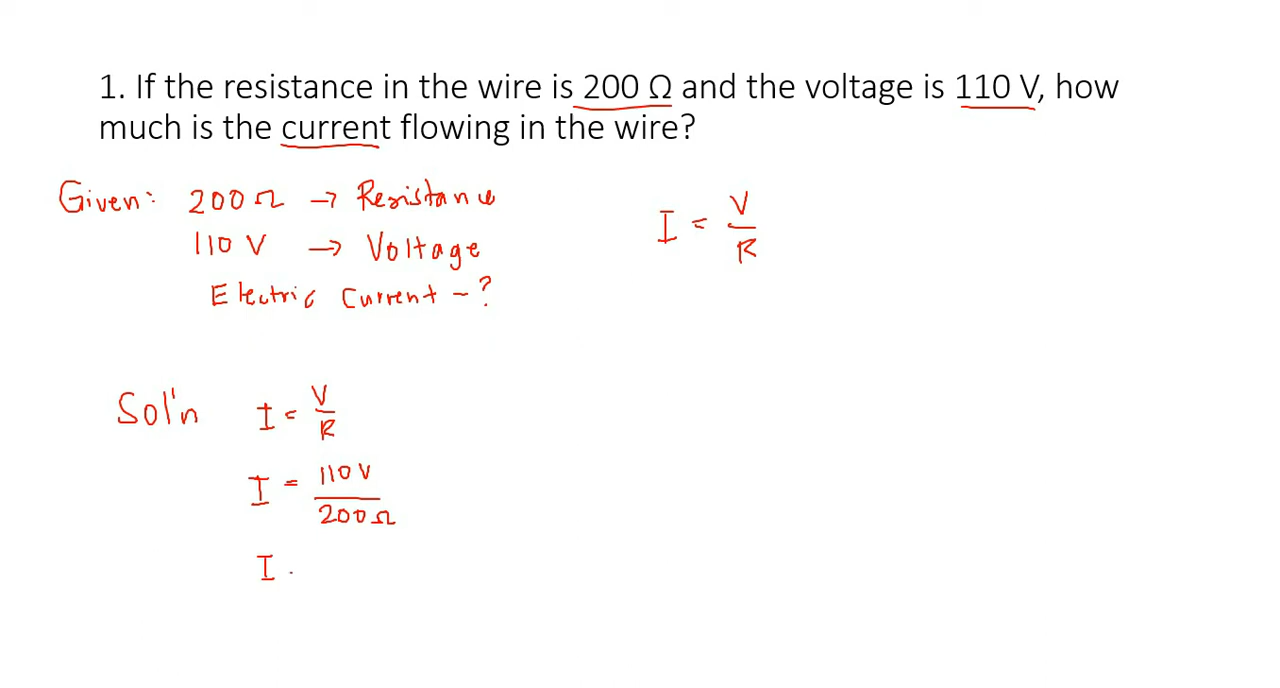 1. If the resistance in the wire is 200 Ω and the voltage is 110 V, how
much is the current flowing in the wire?
Given: 200 Ω → Resistance
110 V → Voltage
Electric Current - ?
I = V/R
Sol'n I = V/R
I = 110 V/200 Ω
I